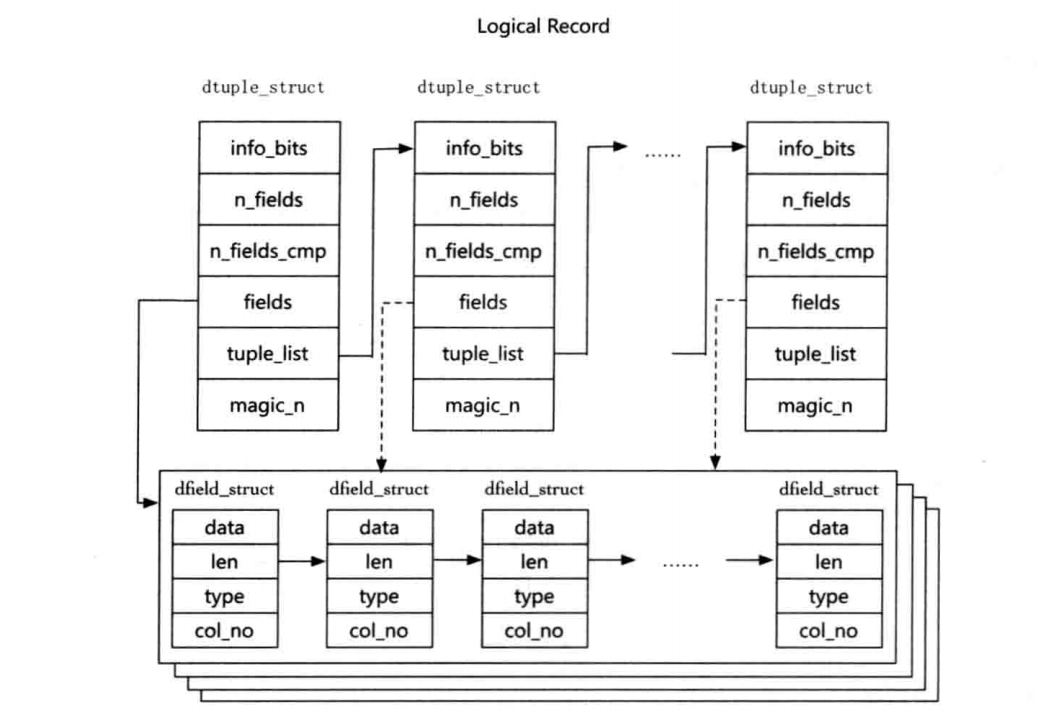 Logical Record
dtuple_struct dtuple_struct dtuple_struct
info_bits info_bits ...... info_bits
n_fields n_fields n_fields
n_fields_cmp n_fields_cmp n_fields_cmp
fields fields fields
tuple_list tuple_list tuple_list
magic_n magic_n magic_n
dfield_struct dfield_struct dfield_struct dfield_struct
data data data data
len len len ...... len
type type type type
col_no col_no col_no col_no